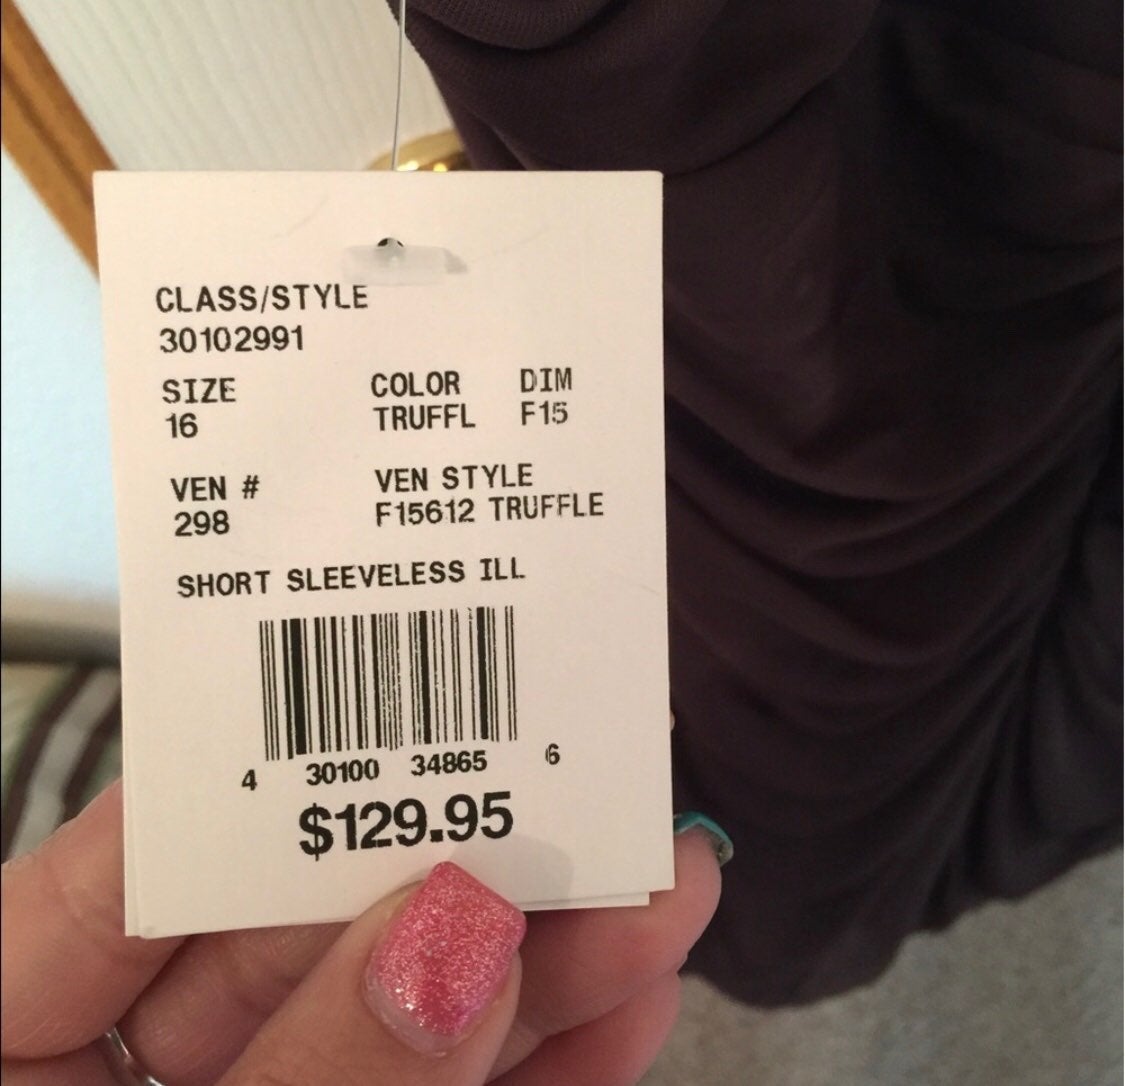 CLASS/STYLE
30102991
SIZE COLOR DIM
16 TRUFFL F15
VEN # VEN STYLE
298 F15612 TRUFFLE
SHORT SLEEVELESS ILL
4 30100 34865 6
$129.95